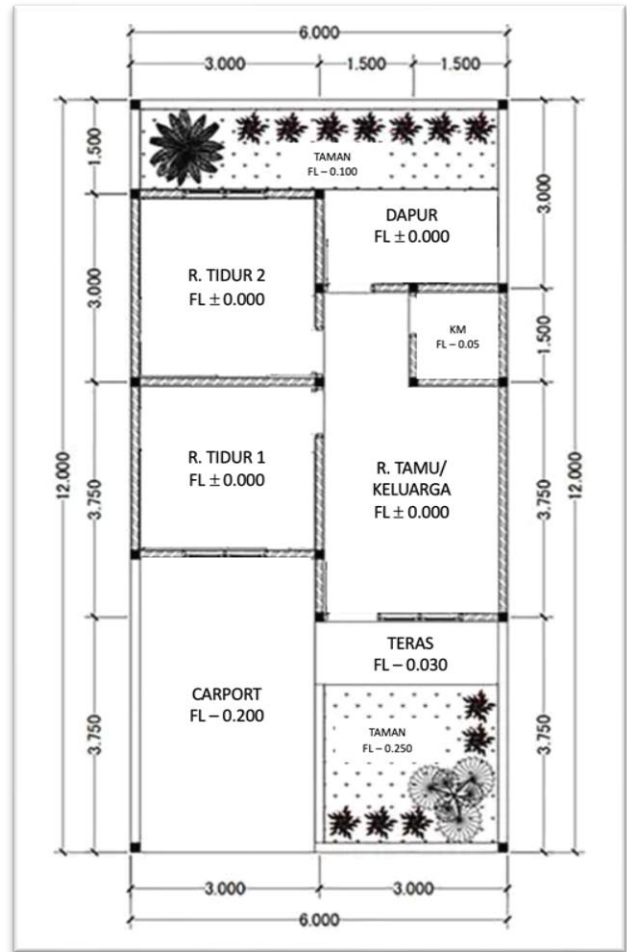 6.000
3.000
1.500
1.500
1.500
TAMAN
FL – 0.100
3.000
DAPUR
FL ± 0.000
R. TIDUR 2
FL ± 0.000
3.000
KM
FL – 0.05
1.500
R. TIDUR 1
FL ± 0.000
R. TAMU/
KELUARGA
FL ± 0.000
12.000
3.750
3.750
12.000
TERAS
FL – 0.030
CARPORT
FL – 0.200
TAMAN
FL – 0.250
3.750
3.750
3.000
3.000
6.000